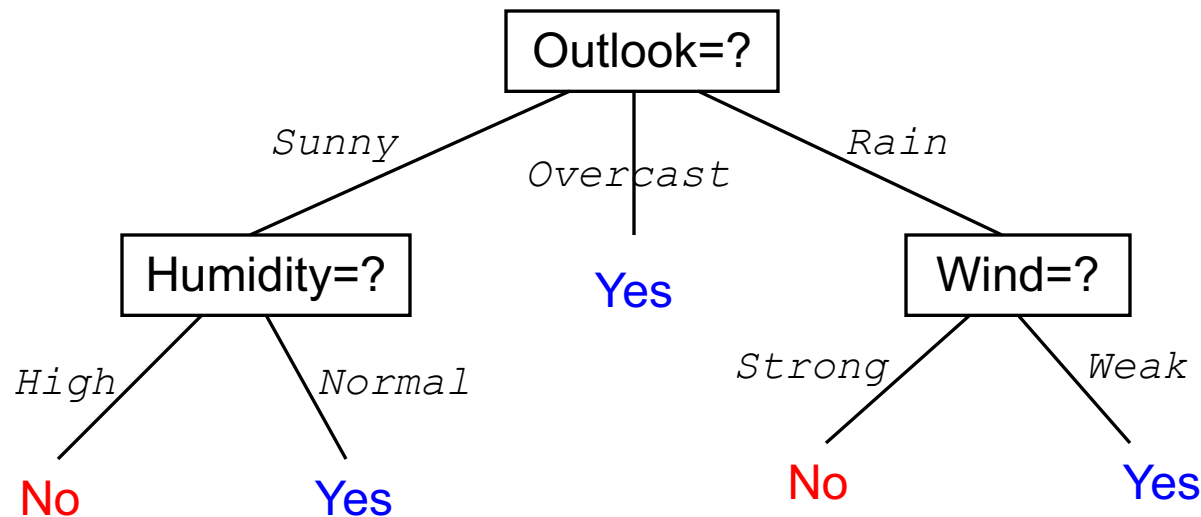 Outlook=?
Sunny
Overcast
Rain
Humidity=?
Yes
Wind=?
High
Normal
Strong
Weak
No
Yes
No
Yes